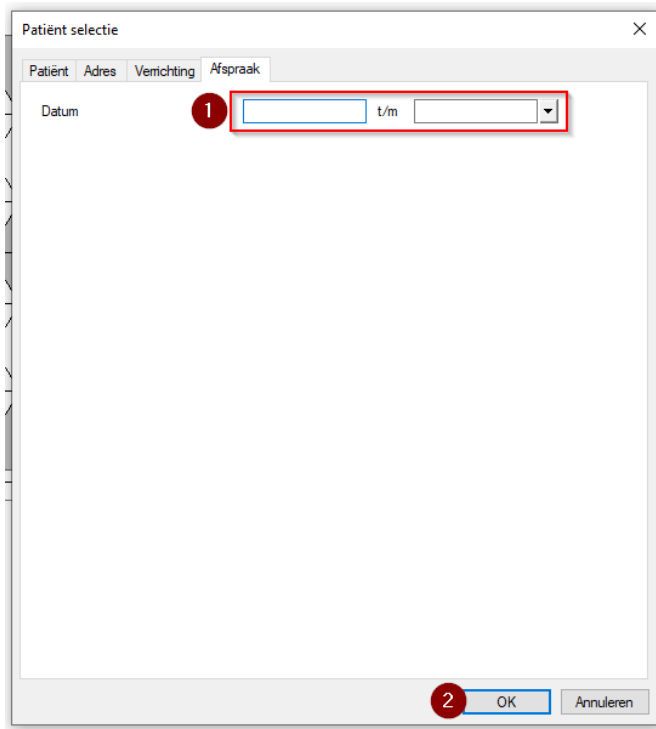 Patiënt selectie
Patiënt Adres Verrichting Afspraak
Datum 1 t/m
2 OK Annuleren